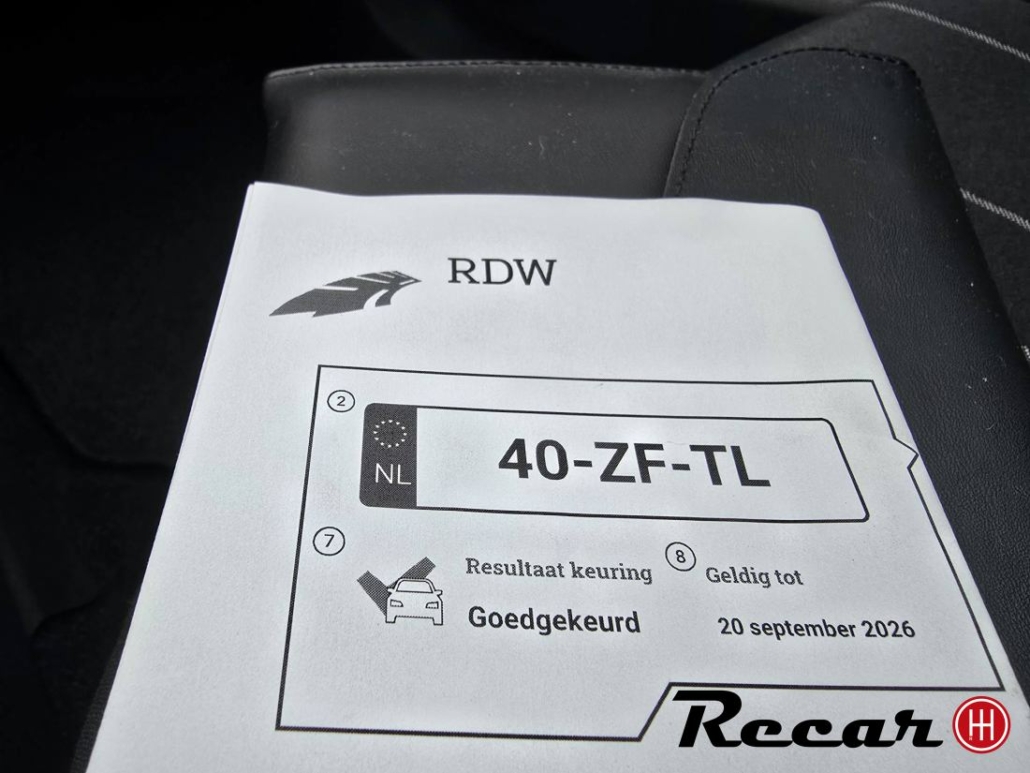 RDW
2
NL
40-ZF-TL
7
Resultaat keuring
8
Geldig tot
Goedgekeurd
20 september 2026
Recar